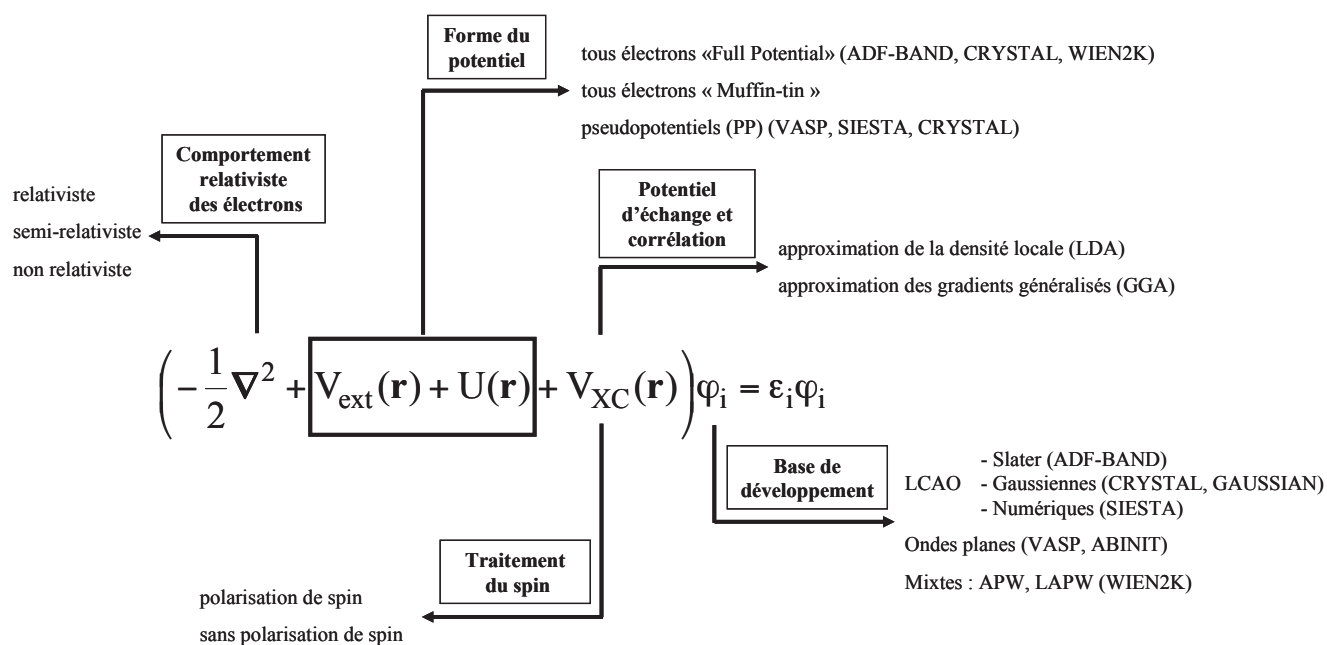 Forme du
potentiel
tous électrons «Full Potential» (ADF-BAND, CRYSTAL, WIEN2K)
tous électrons « Muffin-tin »
pseudopotentiels (PP) (VASP, SIESTA, CRYSTAL)
Comportement
relativiste
des électrons
relativiste
semi-relativiste
non relativiste
Potentiel
d'échange et
corrélation
approximation de la densité locale (LDA)
approximation des gradients généralisés (GGA)
(-1/2 ∇² + V_ext(r) + U(r) + V_XC(r)) φ_i = ε_i φ_i
Base de
développement
- Slater (ADF-BAND)
LCAO - Gaussiennes (CRYSTAL, GAUSSIAN)
- Numériques (SIESTA)
Ondes planes (VASP, ABINIT)
Mixtes : APW, LAPW (WIEN2K)
Traitement
du spin
polarisation de spin
sans polarisation de spin